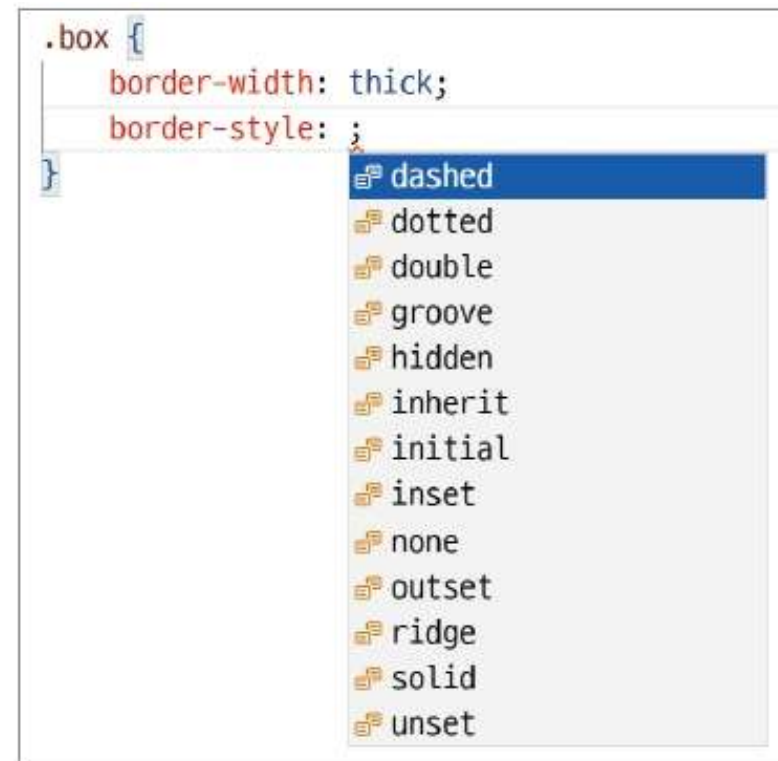 .box {
border-width: thick;
border-style: ;
}
dashed
dotted
double
groove
hidden
inherit
initial
inset
none
outset
ridge
solid
unset